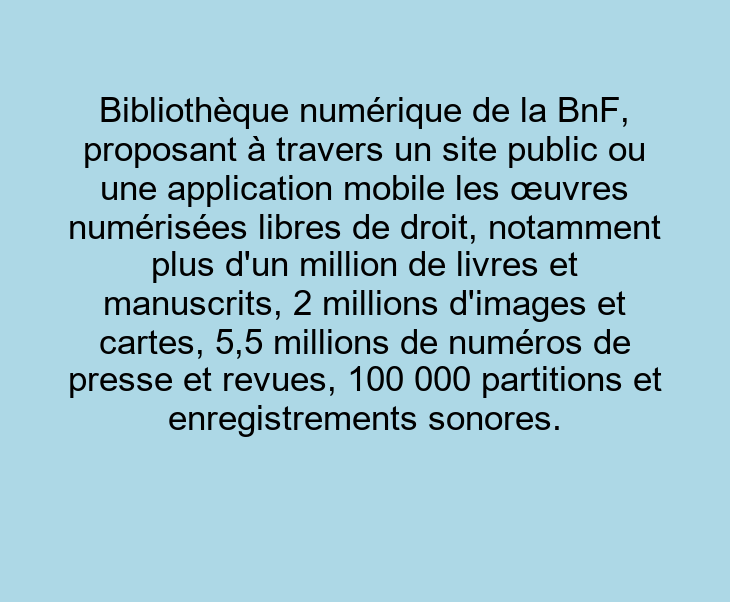 Bibliothèque numérique de la BnF,
proposant à travers un site public ou
une application mobile les œuvres
numérisées libres de droit, notamment
plus d'un million de livres et
manuscrits, 2 millions d'images et
cartes, 5,5 millions de numéros de
presse et revues, 100 000 partitions et
enregistrements sonores.